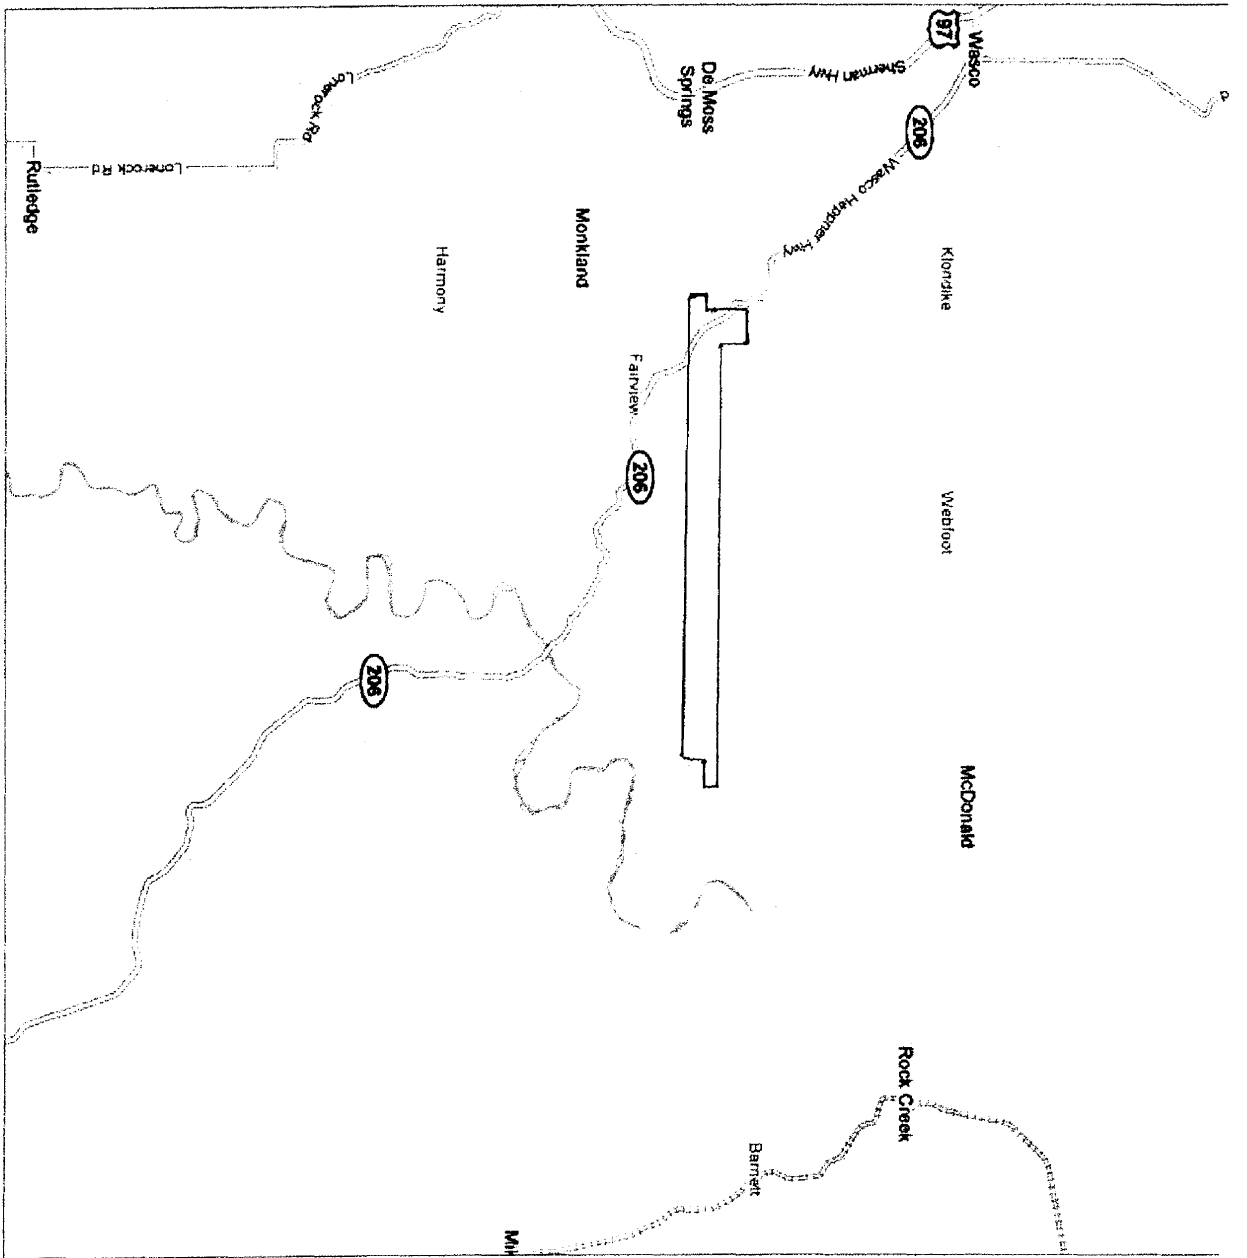 97
Wasco
Sherman Hwy
206
De Moss
Springs
Wasco Heppner Hwy
Klondike
Lonerock Rd
Lonerock Rd
Rutledge
Monkland
Harmony
Fairview
206
Webfoot
206
McDonald
Rock Creek
Barnett